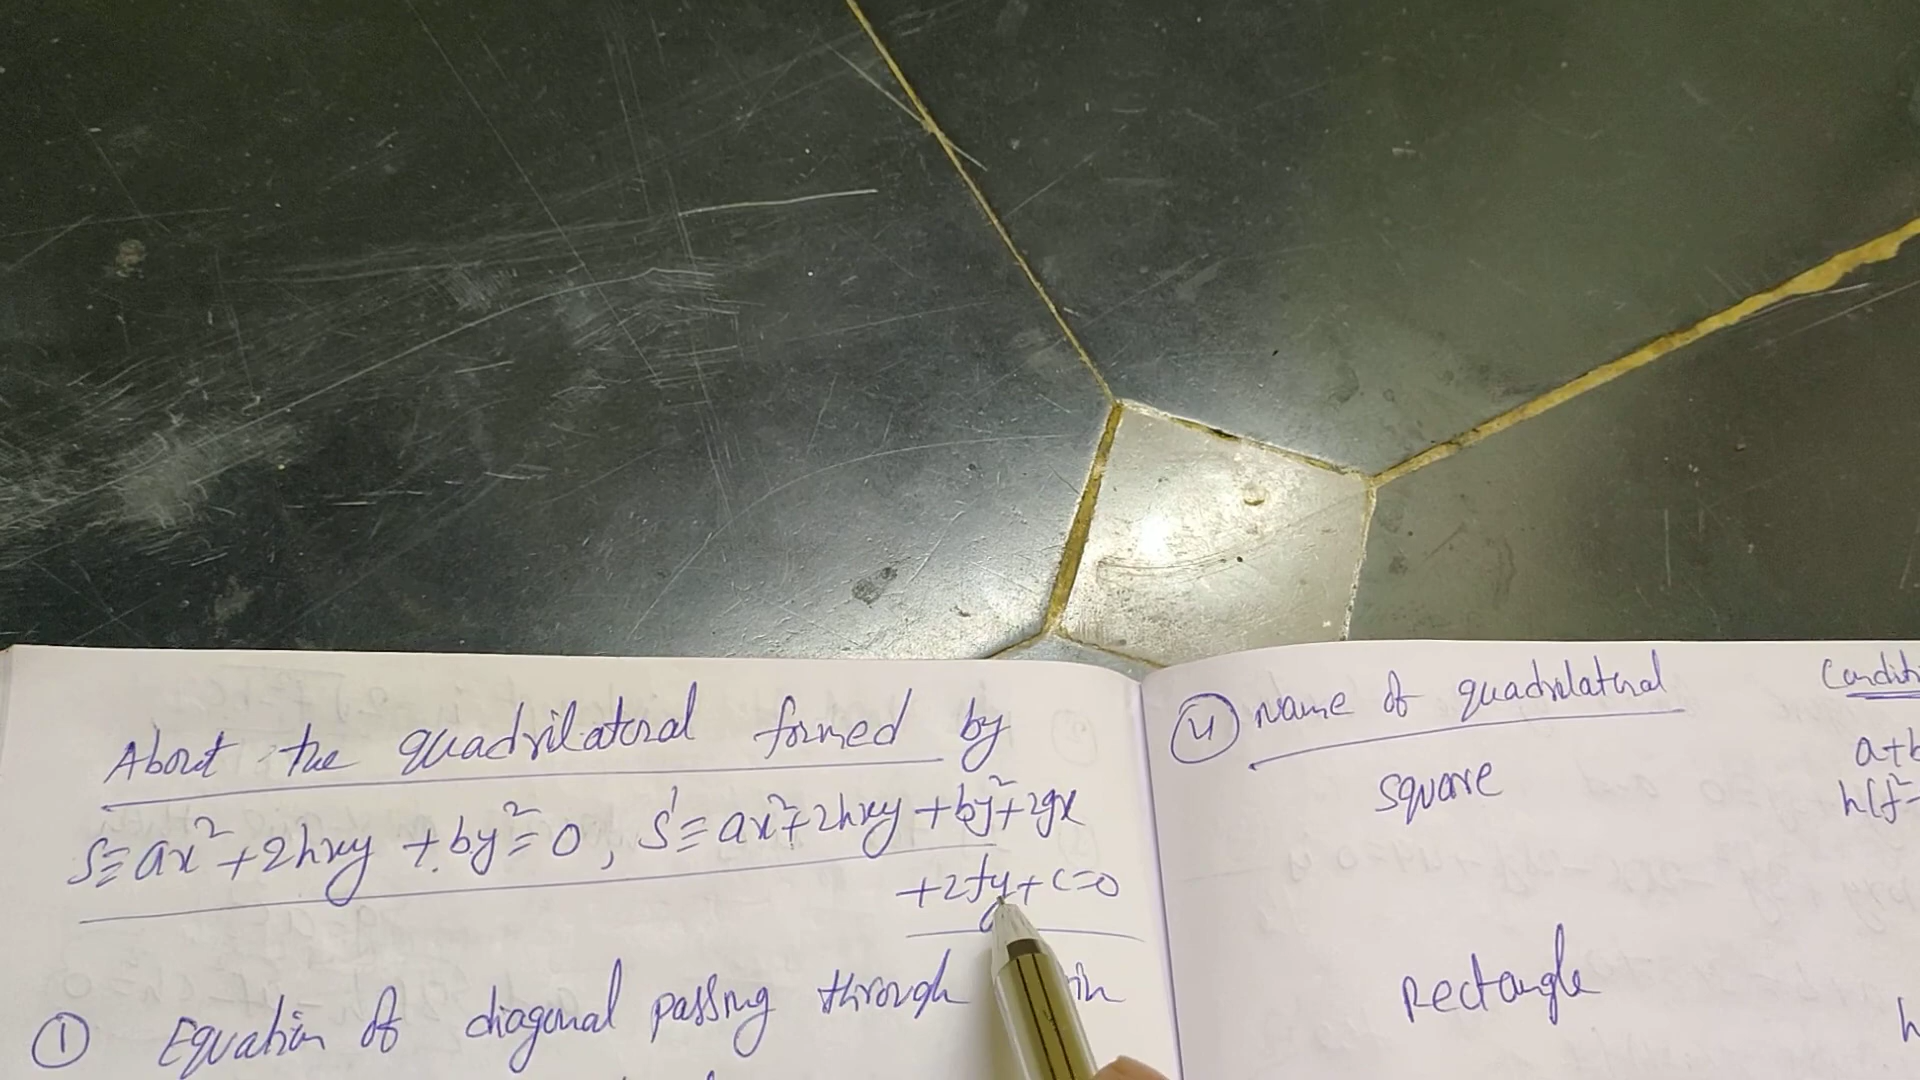 About the quadrilateral formed by
S≡ax²+2hxy+by²=0, S'≡ax²+2hxy+by²+2gx
+2fy+c=0
① Equation of diagonal passing through
④ Name of quadrilateral
square
a+b
h(f²-
Rectangle
h